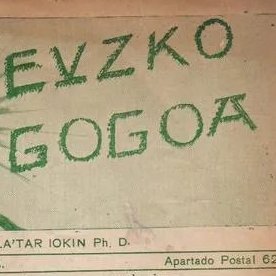 EVZKO
GOGOA
LA'TAR IOKIN Ph. D.
Apartado Postal 62